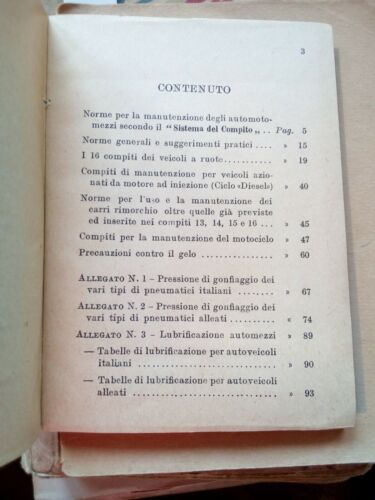 3
CONTENUTO
Norme per la manutenzione degli automoto-
mezzi secondo il “ Sistema del Compito „ .. Pag. 5
Norme generali e suggerimenti pratici .... » 15
I 16 compiti dei veicoli a ruote........... » 19
Compiti di manutenzione per veicoli azio-
nati da motore ad iniezione (Ciclo «Diesel») » 40
Norme per l'uso e la manutenzione dei
carri rimorchio oltre quelle già previste
ed inserite nei compiti 13, 14, 15 e 16 ... » 45
Compiti per la manutenzione del motociclo » 47
Precauzioni contro il gelo ................ » 60
ALLEGATO N. 1 - Pressione di gonfiaggio dei
vari tipi di pneumatici italiani ........ » 67
ALLEGATO N. 2 - Pressione di gonfiaggio dei
vari tipi di pneumatici alleati ......... » 74
ALLEGATO N. 3 - Lubrificazione automezzi » 89
— Tabelle di lubrificazione per autoveicoli
italiani ............................. » 90
— Tabelle di lubrificazione per autoveicoli
alleati .............................. » 93